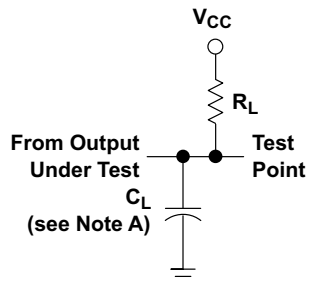 VCC
RL
From Output
Under Test
Test
Point
CL
(see Note A)